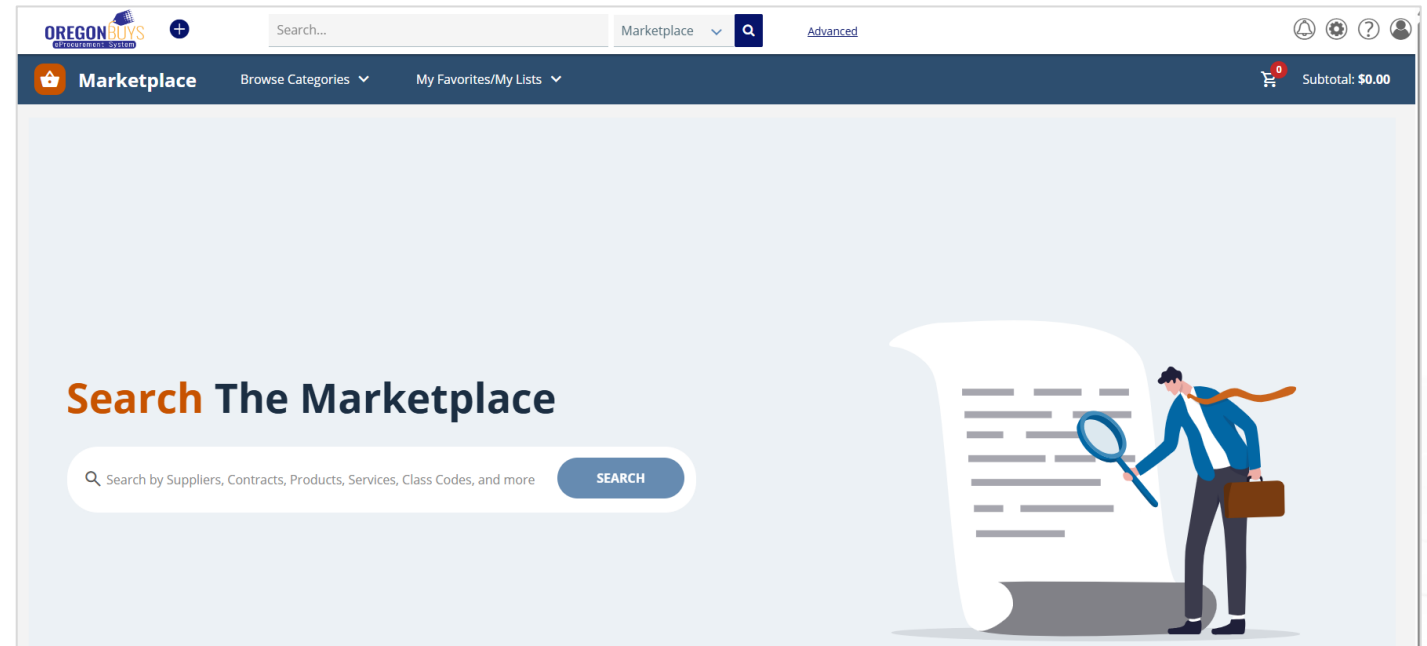 OREGONBUYS
eProcurement System
Search...
Marketplace
Advanced
Marketplace
Browse Categories
My Favorites/My Lists
0
Subtotal: $0.00
Search The Marketplace
Search by Suppliers, Contracts, Products, Services, Class Codes, and more
SEARCH